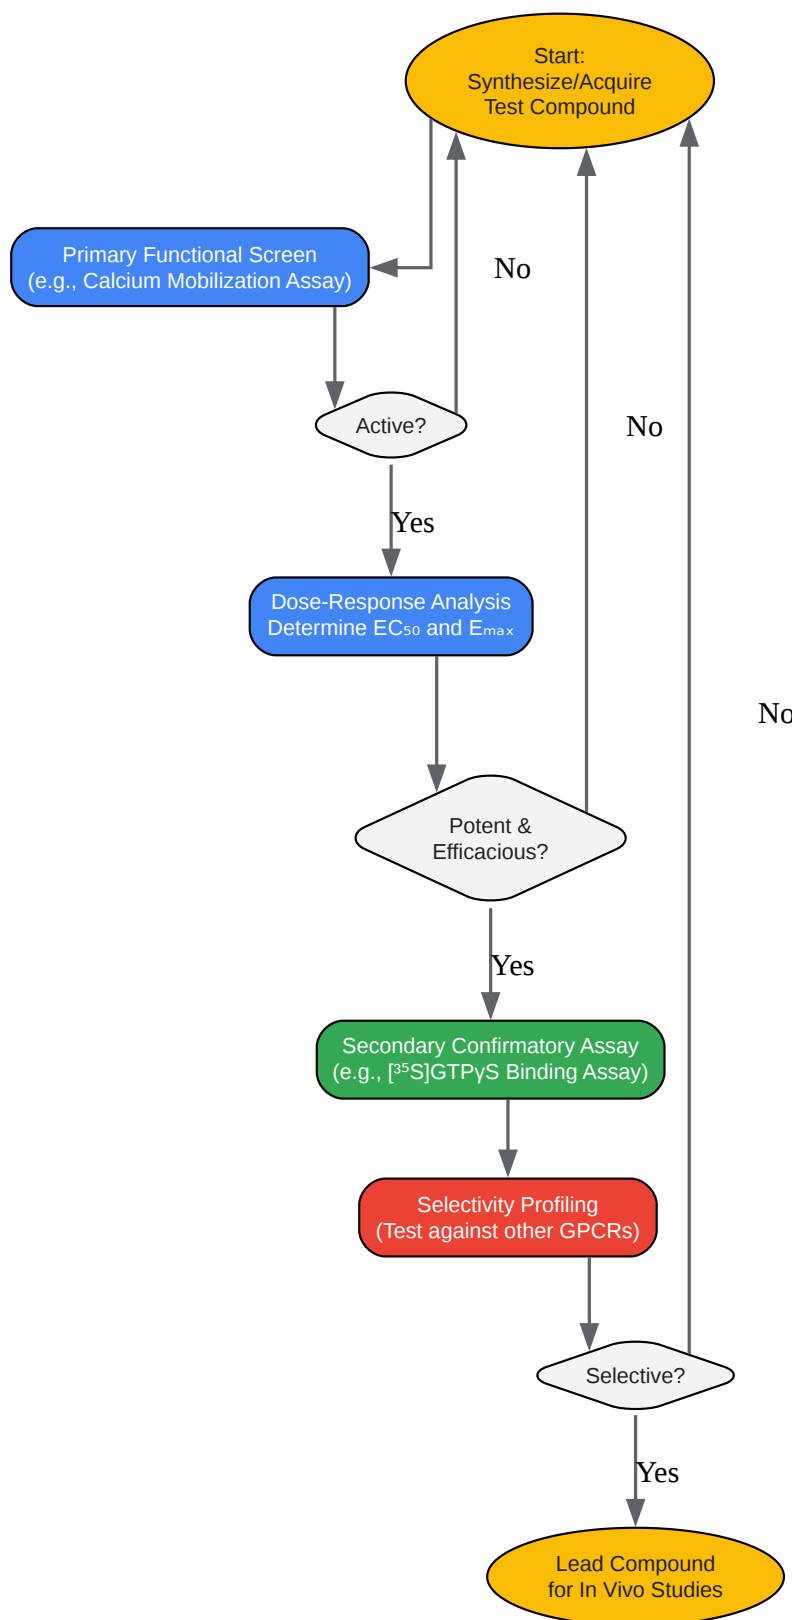 Start:
Synthesize/Acquire
Test Compound
Primary Functional Screen
(e.g., Calcium Mobilization Assay)
No
Active?
No
Yes
Dose-Response Analysis
Determine EC₅₀ and Eₘₐₓ
No
Potent &
Efficacious?
Yes
Secondary Confirmatory Assay
(e.g., [³⁵S]GTPγS Binding Assay)
Selectivity Profiling
(Test against other GPCRs)
Selective?
Yes
Lead Compound
for In Vivo Studies